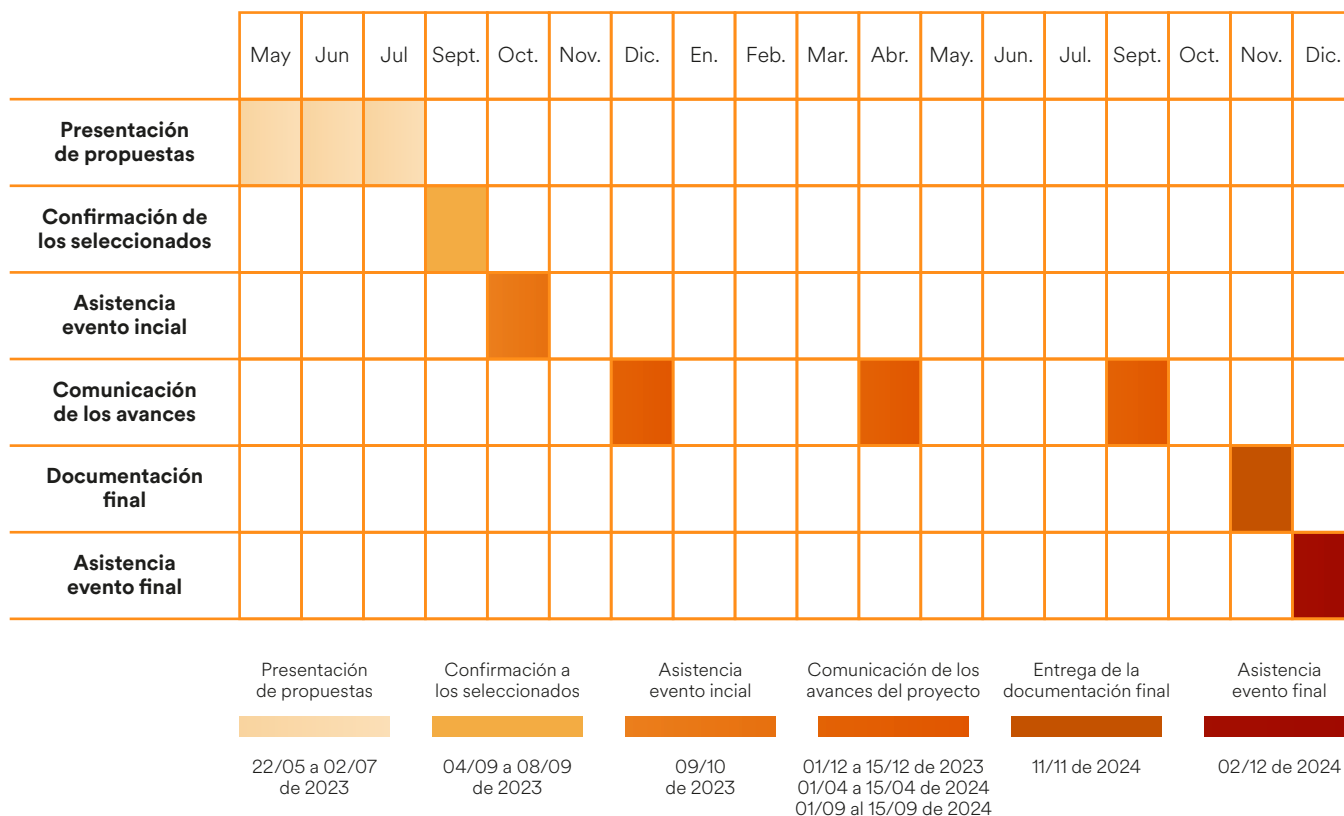 May Jun Jul Sept. Oct. Nov. Dic. En. Feb. Mar. Abr. May. Jun. Jul. Sept. Oct. Nov. Dic.
Presentación
de propuestas
Confirmación de
los seleccionados
Asistencia
evento incial
Comunicación
de los avances
Documentación
final
Asistencia
evento final
Presentación
de propuestas
22/05 a 02/07
de 2023
Confirmación a
los seleccionados
04/09 a 08/09
de 2023
Asistencia
evento incial
09/10
de 2023
Comunicación de los
avances del proyecto
01/12 a 15/12 de 2023
01/04 a 15/04 de 2024
01/09 al 15/09 de 2024
Entrega de la
documentación final
11/11 de 2024
Asistencia
evento final
02/12 de 2024